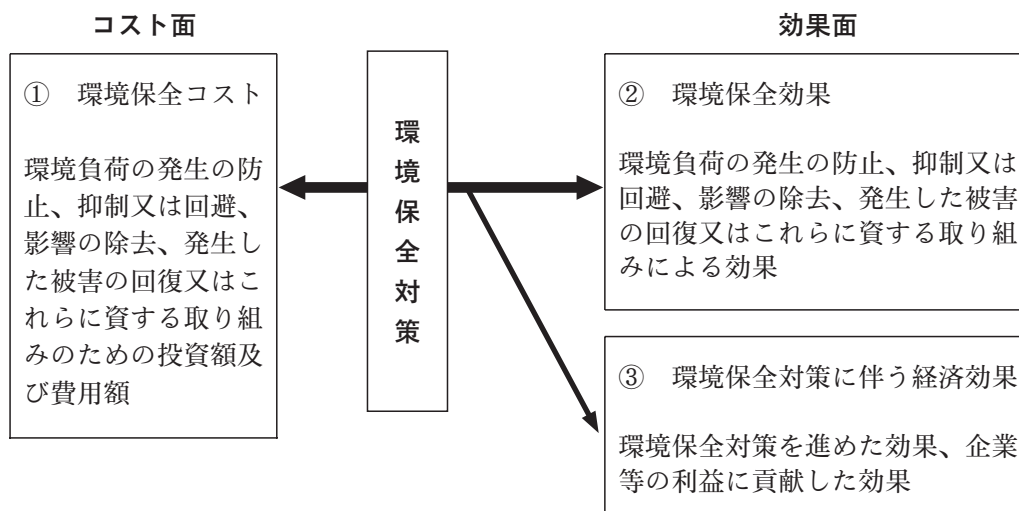 コスト面
① 環境保全コスト
環境負荷の発生の防
止、抑制又は回避、
影響の除去、発生し
た被害の回復又はこ
れらに資する取り組
みのための投資額及
び費用額
環境保全対策
効果面
② 環境保全効果
環境負荷の発生の防止、抑制又は
回避、影響の除去、発生した被害
の回復又はこれらに資する取り組
みによる効果
③ 環境保全対策に伴う経済効果
環境保全対策を進めた効果、企業
等の利益に貢献した効果